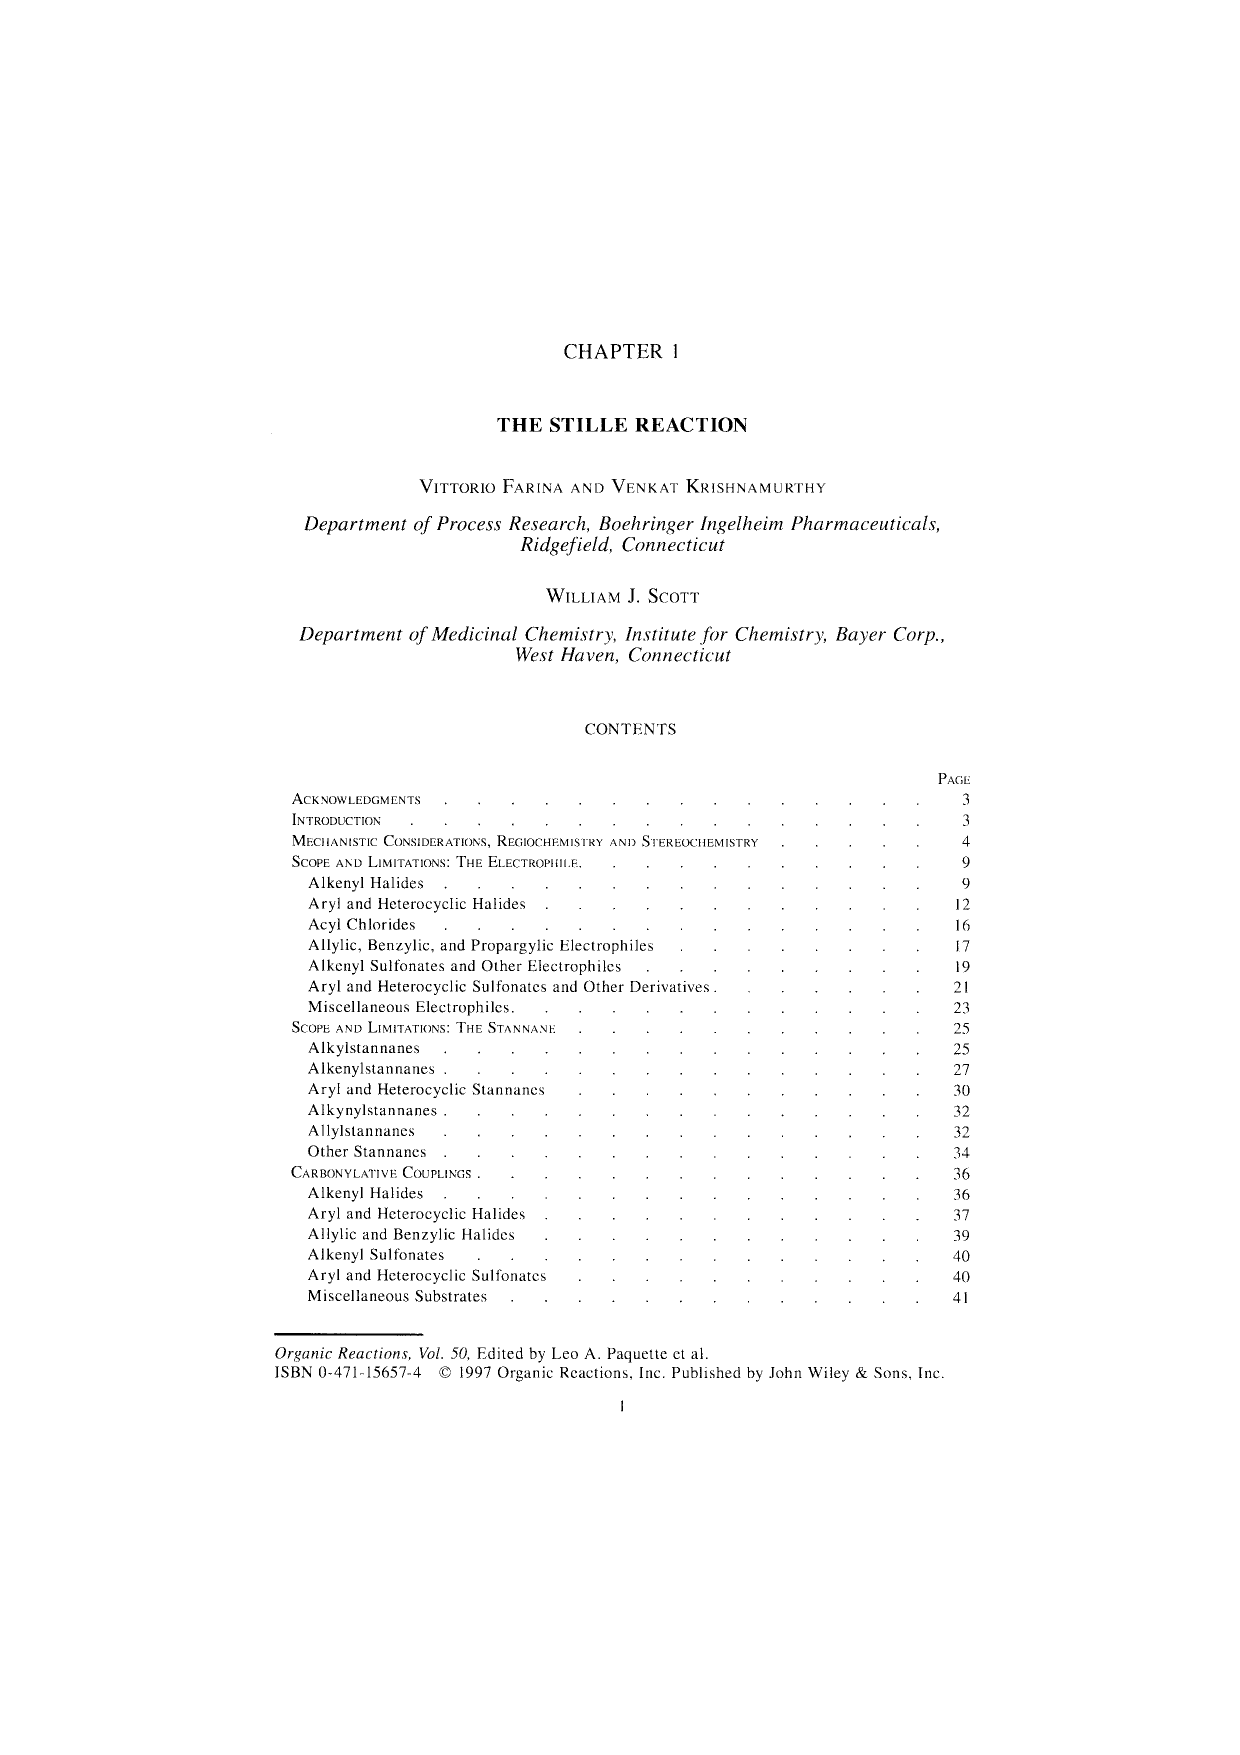 CHAPTER 1
THE STILLE REACTION
VITTORIO FARINA AND VENKAT KRISHNAMURTHY
Department of Process Research, Boehringer Ingelheim Pharmaceuticals,
Ridgefield, Connecticut
WILLIAM J. SCOTT
Department of Medicinal Chemistry, Institute for Chemistry, Bayer Corp.,
West Haven, Connecticut
CONTENTS
PAGE
ACKNOWLEDGMENTS . . . . . . . . . . . . . . . 3
INTRODUCTION . . . . . . . . . . . . . . . . 3
MECHANISTIC CONSIDERATIONS, REGIOCHEMISTRY AND STEREOCHEMISTRY . . . . . 4
SCOPE AND LIMITATIONS: THE ELECTROPHILE. . . . . . . . . . . 9
Alkenyl Halides . . . . . . . . . . . . . . . 9
Aryl and Heterocyclic Halides . . . . . . . . . . . . 12
Acyl Chlorides . . . . . . . . . . . . . . . 16
Allylic, Benzylic, and Propargylic Electrophiles . . . . . . . . 17
Alkenyl Sulfonates and Other Electrophiles . . . . . . . . . 19
Aryl and Heterocyclic Sulfonates and Other Derivatives . . . . . . . 21
Miscellaneous Electrophiles. . . . . . . . . . . . . 23
SCOPE AND LIMITATIONS: THE STANNANE . . . . . . . . . . . 25
Alkylstannanes . . . . . . . . . . . . . . . 25
Alkenylstannanes . . . . . . . . . . . . . . . 27
Aryl and Heterocyclic Stannanes . . . . . . . . . . . 30
Alkynylstannanes . . . . . . . . . . . . . . . 32
Allylstannanes . . . . . . . . . . . . . . . 32
Other Stannanes . . . . . . . . . . . . . . . 34
CARBONYLATIVE COUPLINGS . . . . . . . . . . . . . . 36
Alkenyl Halides . . . . . . . . . . . . . . . 36
Aryl and Heterocyclic Halides . . . . . . . . . . . . 37
Allylic and Benzylic Halides . . . . . . . . . . . . 39
Alkenyl Sulfonates . . . . . . . . . . . . . . 40
Aryl and Heterocyclic Sulfonates . . . . . . . . . . . 40
Miscellaneous Substrates . . . . . . . . . . . . . 41
Organic Reactions, Vol. 50, Edited by Leo A. Paquette et al.
ISBN 0-471-15657-4 © 1997 Organic Reactions, Inc. Published by John Wiley & Sons, Inc.
1